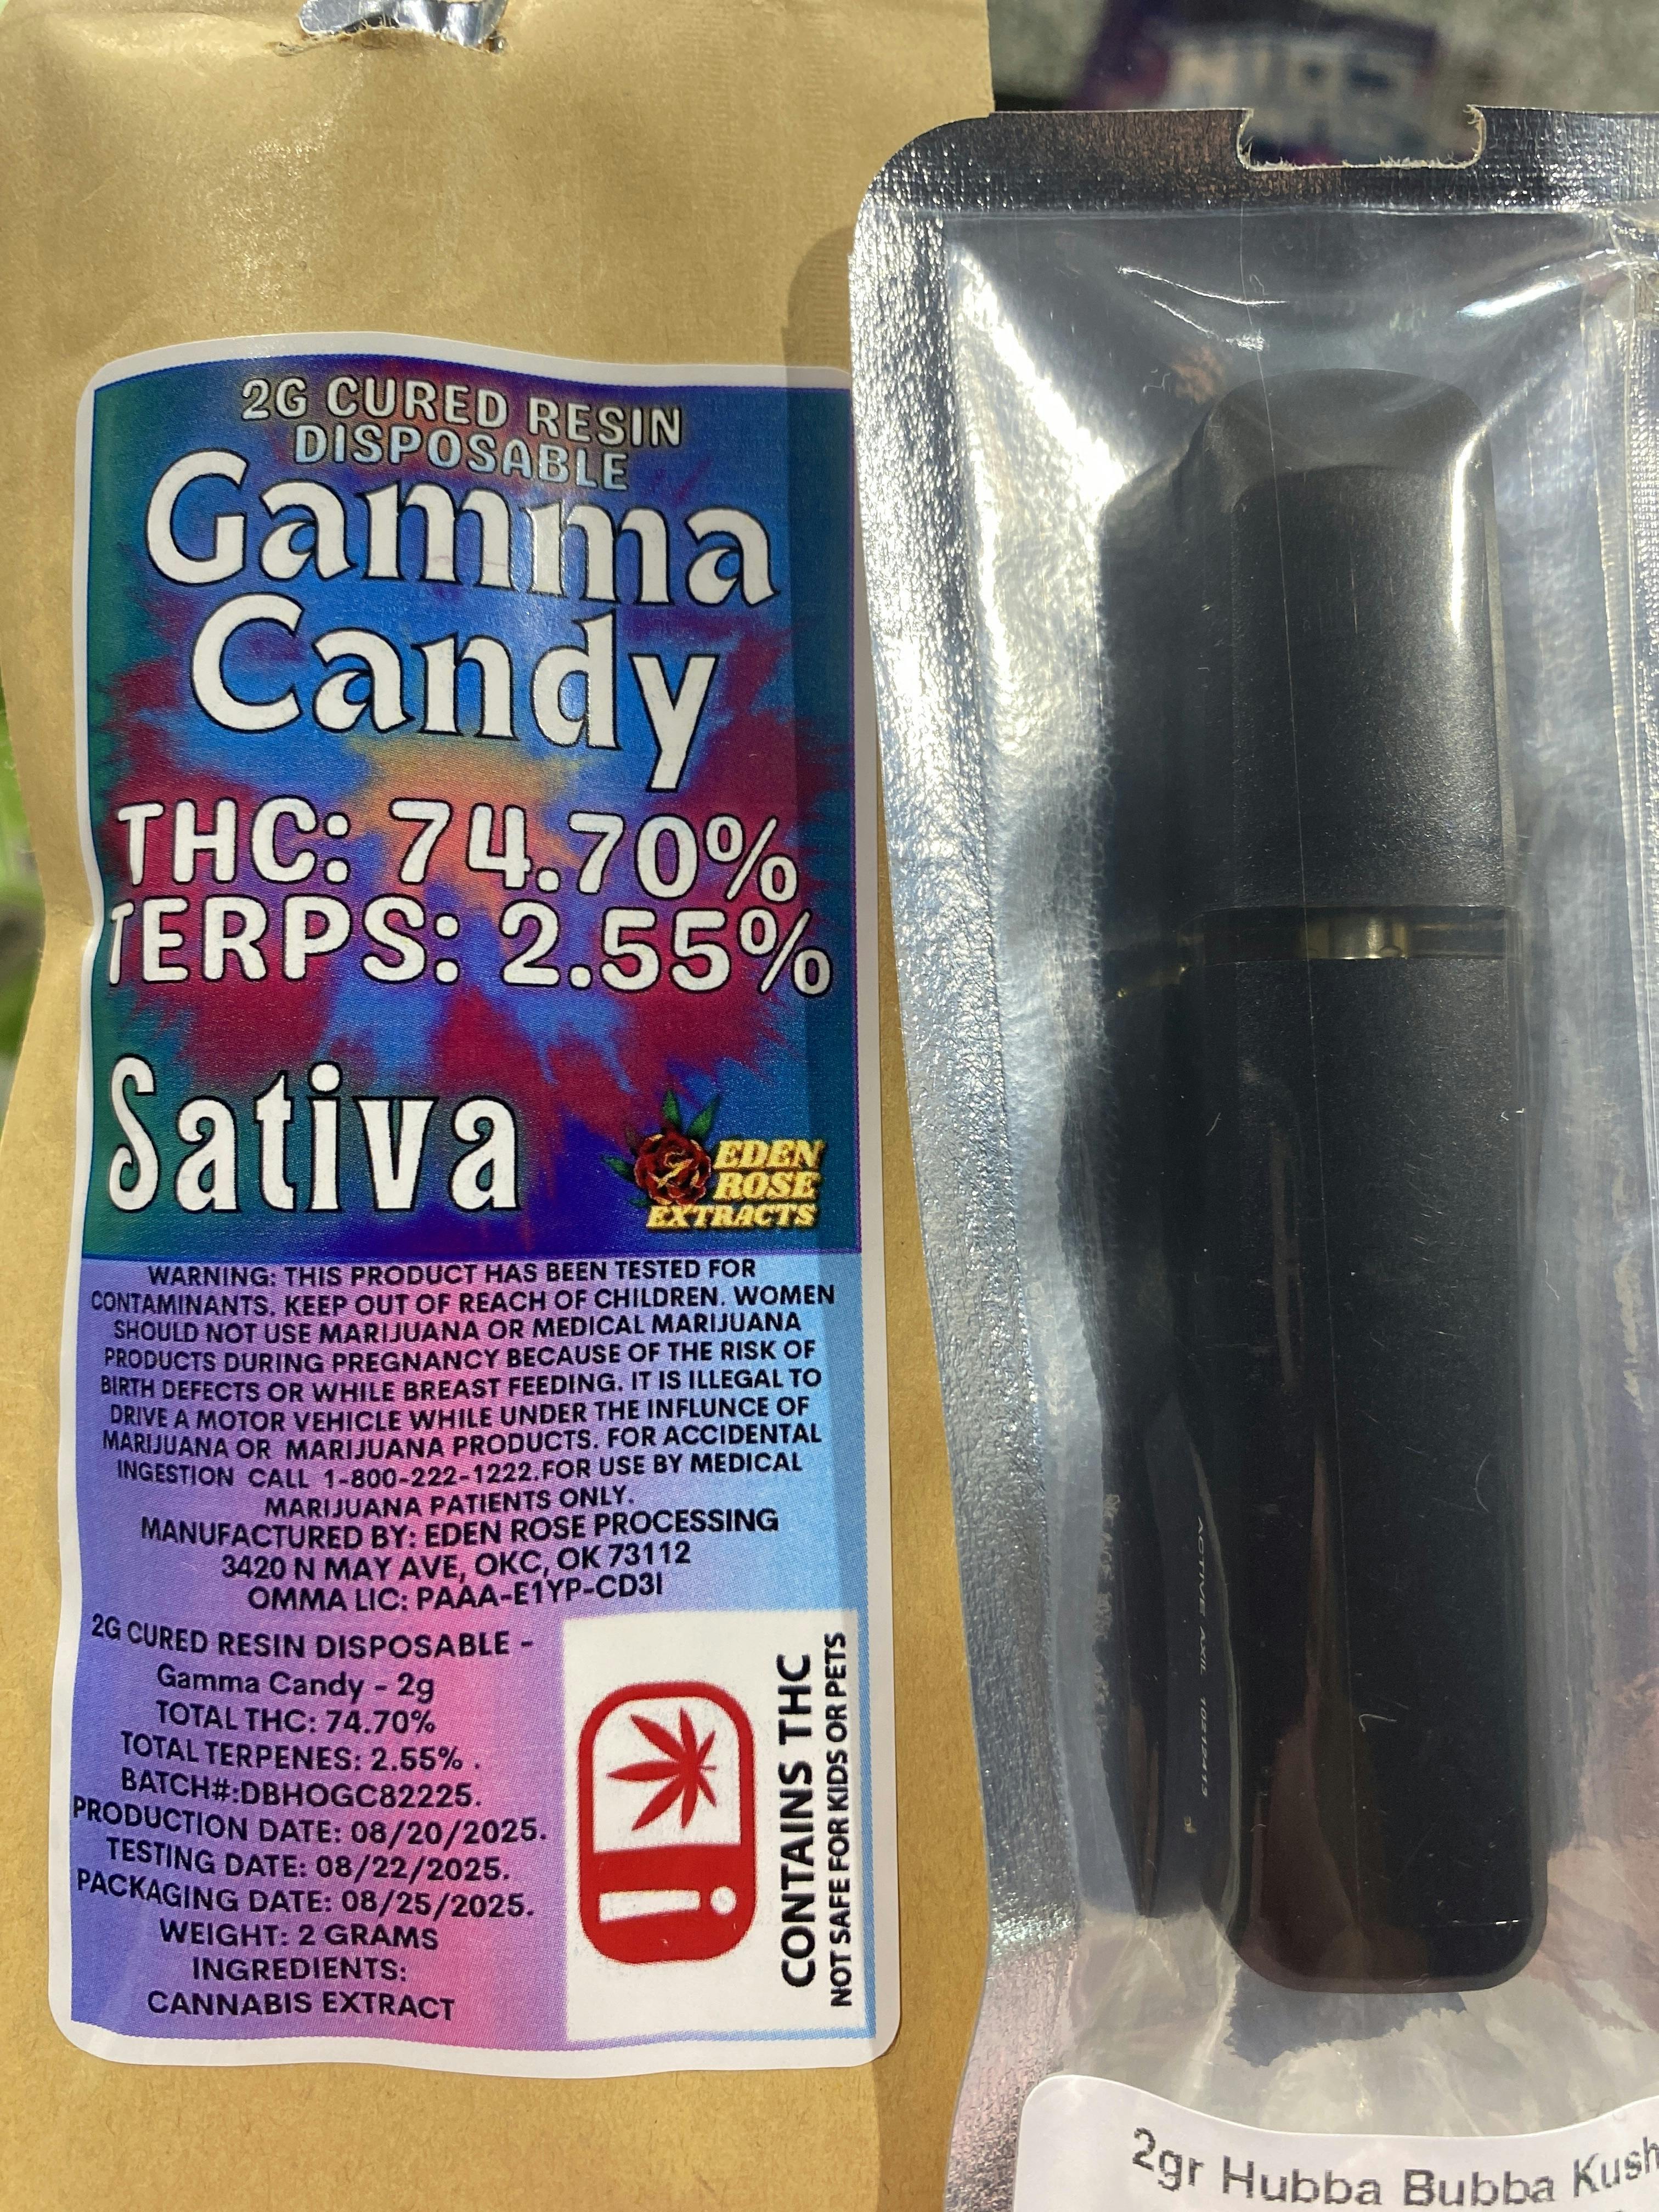 2G CURED RESIN
DISPOSABLE
Gamma
Candy
THC: 74.70%
TERPS: 2.55%
Sativa
EDEN
ROSE
EXTRACTS
WARNING: THIS PRODUCT HAS BEEN TESTED FOR
CONTAMINANTS. KEEP OUT OF REACH OF CHILDREN. WOMEN
SHOULD NOT USE MARIJUANA OR MEDICAL MARIJUANA
PRODUCTS DURING PREGNANCY BECAUSE OF THE RISK OF
BIRTH DEFECTS OR WHILE BREAST FEEDING. IT IS ILLEGAL TO
DRIVE A MOTOR VEHICLE WHILE UNDER THE INFLUNCE OF
MARIJUANA OR MARIJUANA PRODUCTS. FOR ACCIDENTAL
INGESTION CALL 1-800-222-1222.FOR USE BY MEDICAL
MARIJUANA PATIENTS ONLY.
MANUFACTURED BY: EDEN ROSE PROCESSING
3420 N MAY AVE, OKC, OK 73112
OMMA LIC: PAAA-E1YP-CD3I
2G CURED RESIN DISPOSABLE -
Gamma Candy - 2g
TOTAL THC: 74.70%
TOTAL TERPENES: 2.55% .
BATCH#:DBHOGC82225.
PRODUCTION DATE: 08/20/2025.
TESTING DATE: 08/22/2025.
PACKAGING DATE: 08/25/2025.
WEIGHT: 2 GRAMS
INGREDIENTS:
CANNABIS EXTRACT
CONTAINS THC
NOT SAFE FOR KIDS OR PETS
!
ACTIVE AXIL
2gr Hubba Bubba Kush